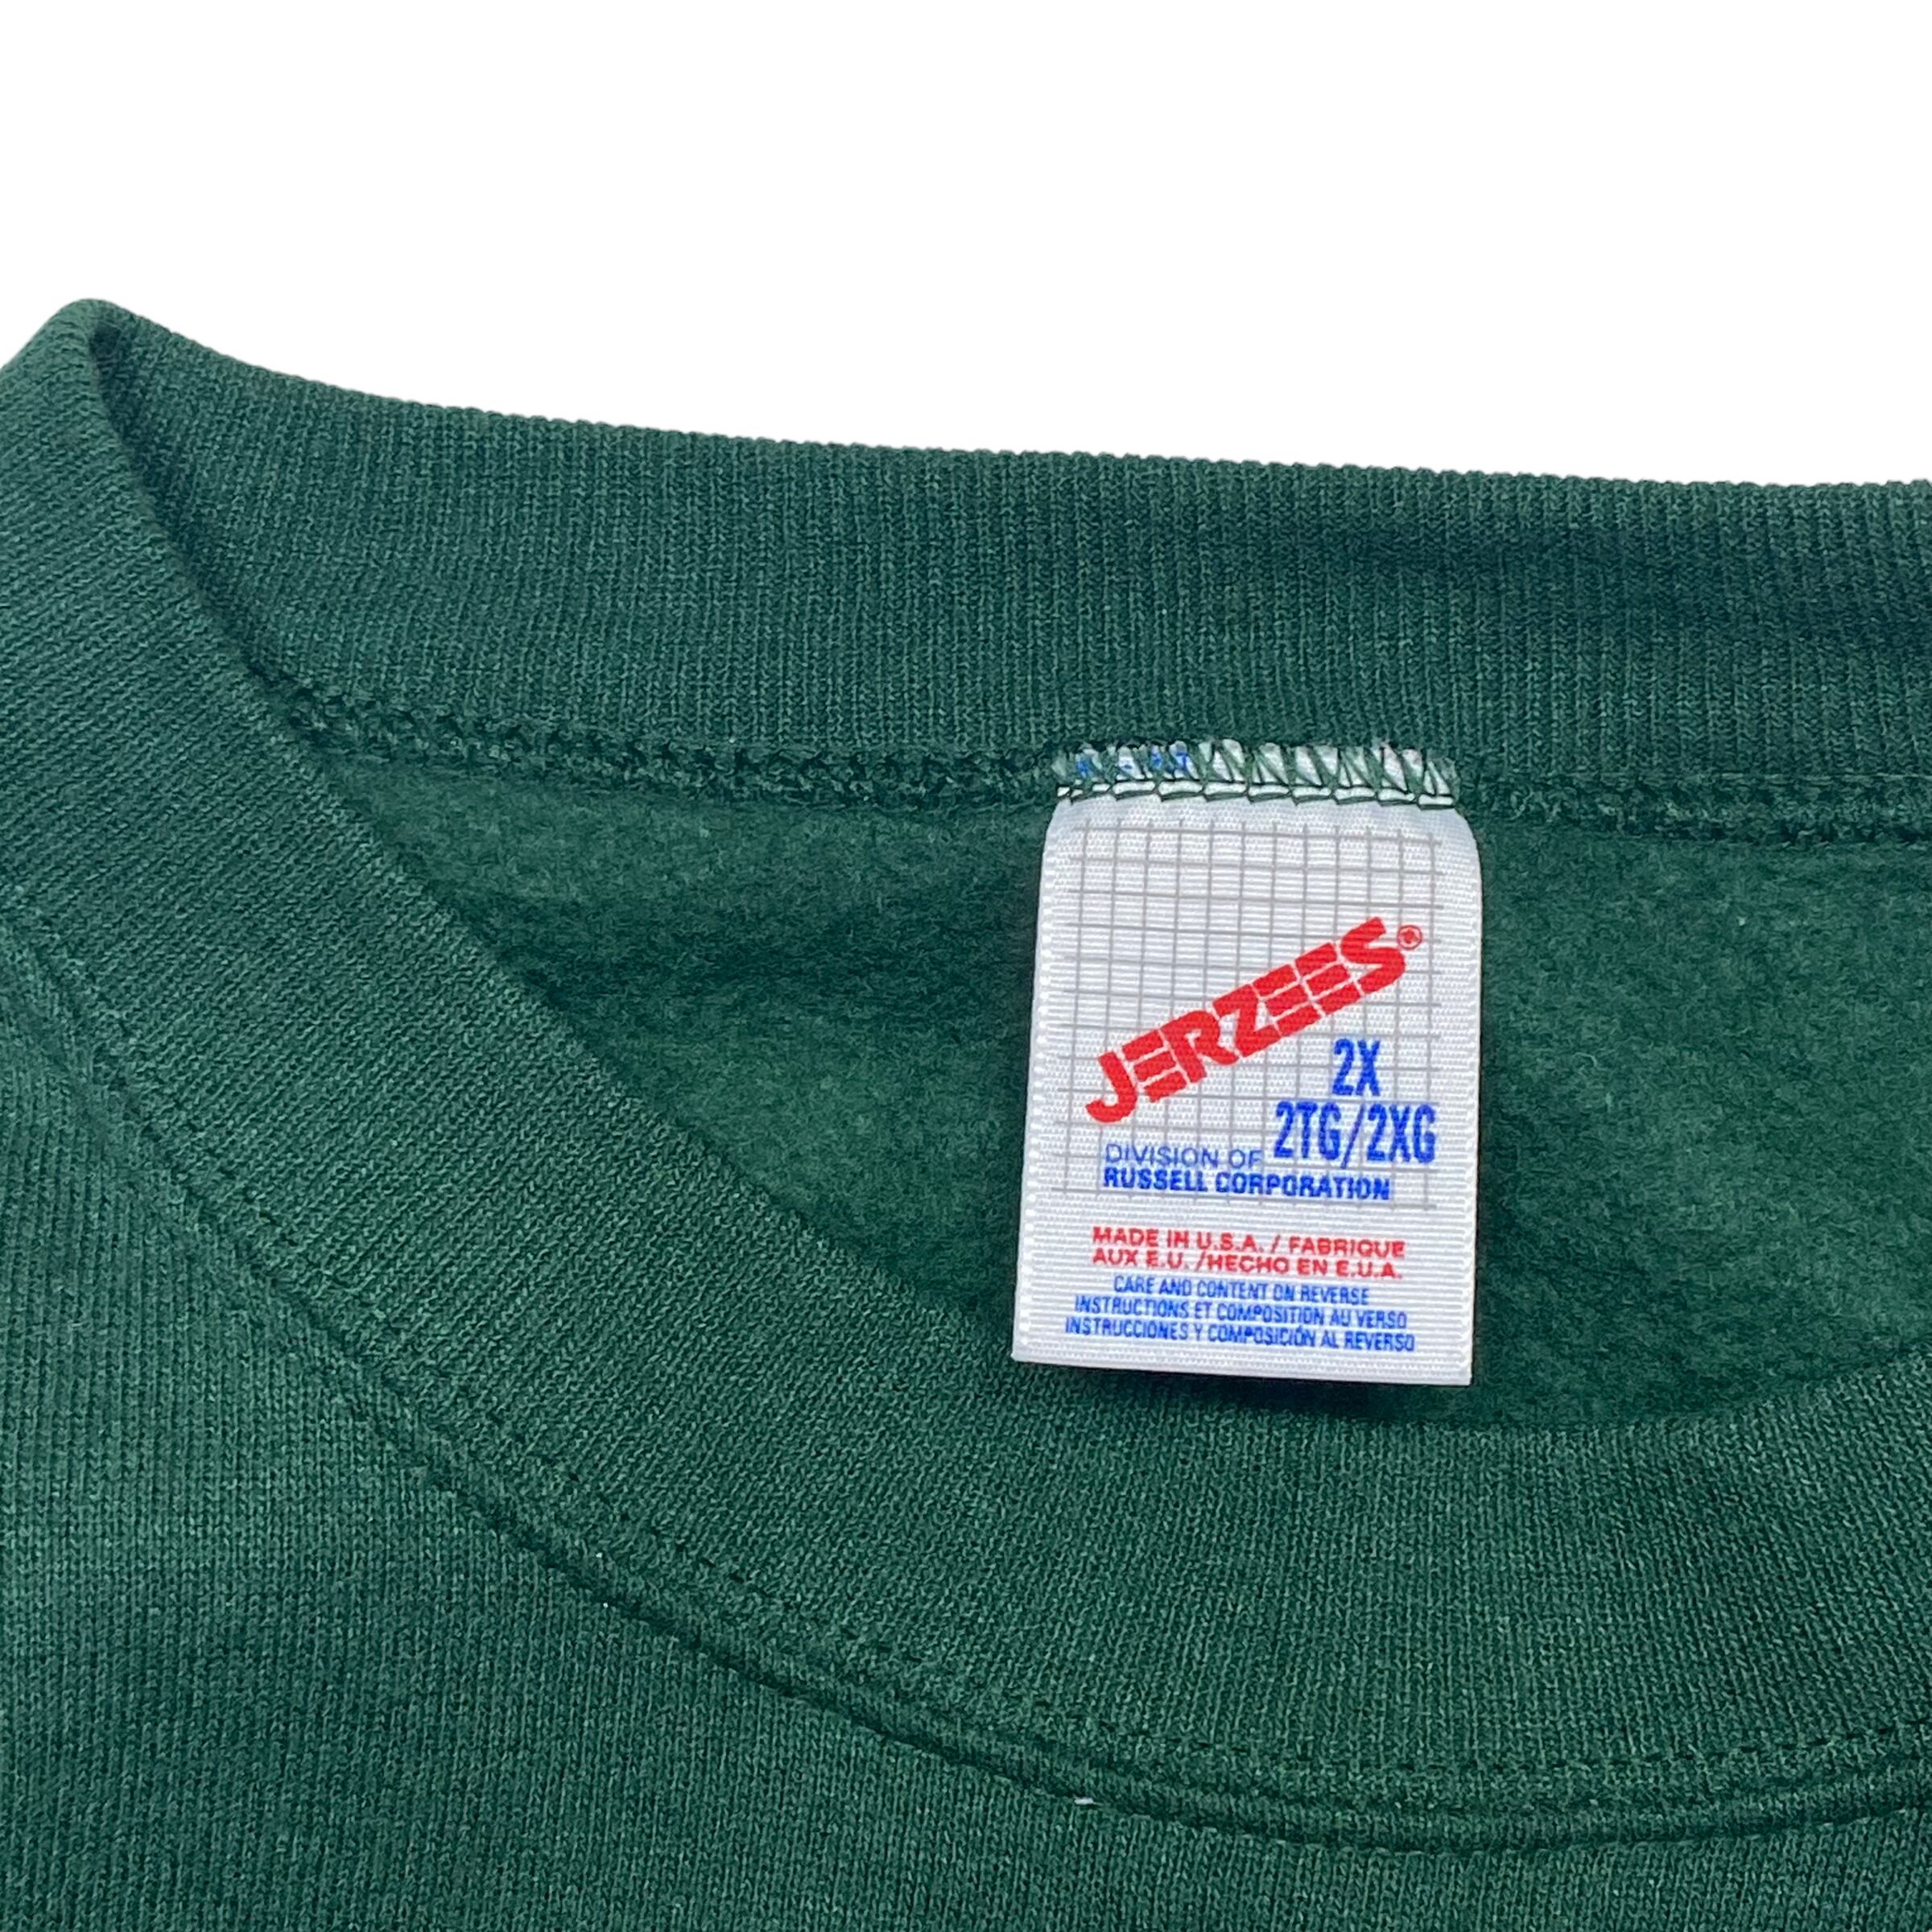 JERZEES®
2X
2TG/2XG
DIVISION OF
RUSSELL CORPORATION
MADE IN U.S.A. / FABRIQUE
AUX E.U. /HECHO EN E.U.A.
CARE AND CONTENT ON REVERSE
INSTRUCTIONS ET COMPOSITION AU VERSO
INSTRUCCIONES Y COMPOSICIÓN AL REVERSO